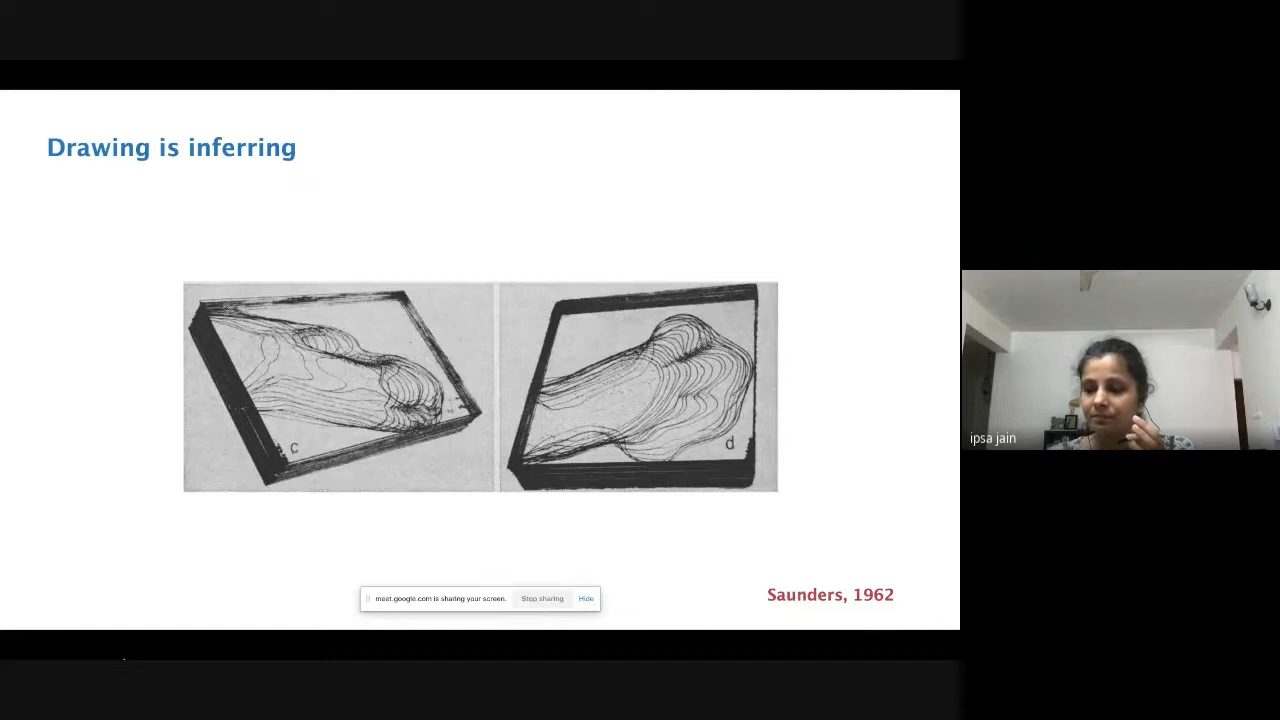 Drawing is inferring
c
d
ipsa jain
meet.google.com is sharing your screen. Stop sharing Hide
Saunders, 1962